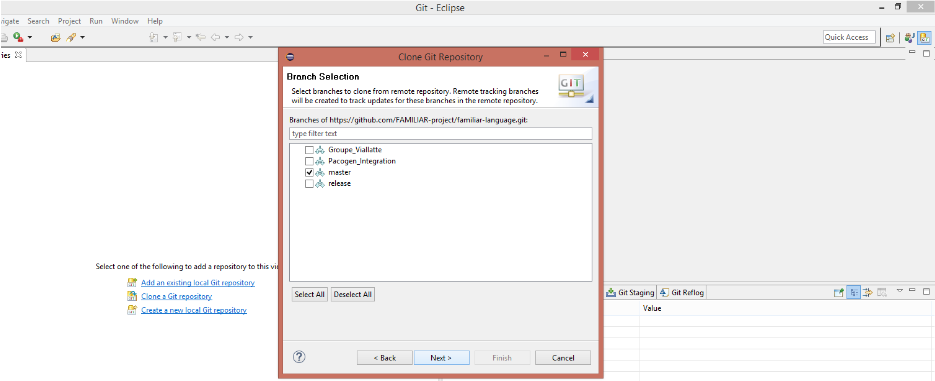 Git - Eclipse
vigate Search Project Run Window Help
Quick Access
ries
Clone Git Repository
Branch Selection
Select branches to clone from remote repository. Remote tracking branches
will be created to track updates for these branches in the remote repository.
GIT
Branches of https://github.com/FAMILIAR-project/familiar-language.git:
type filter text
Groupe_Viallatte
Pacogen_Integration
master
release
Select one of the following to add a repository to this vi
Add an existing local Git repository
Clone a Git repository
Create a new local Git repository
Select All Deselect All
Git Staging Git Reflog
Value
? < Back Next > Finish Cancel